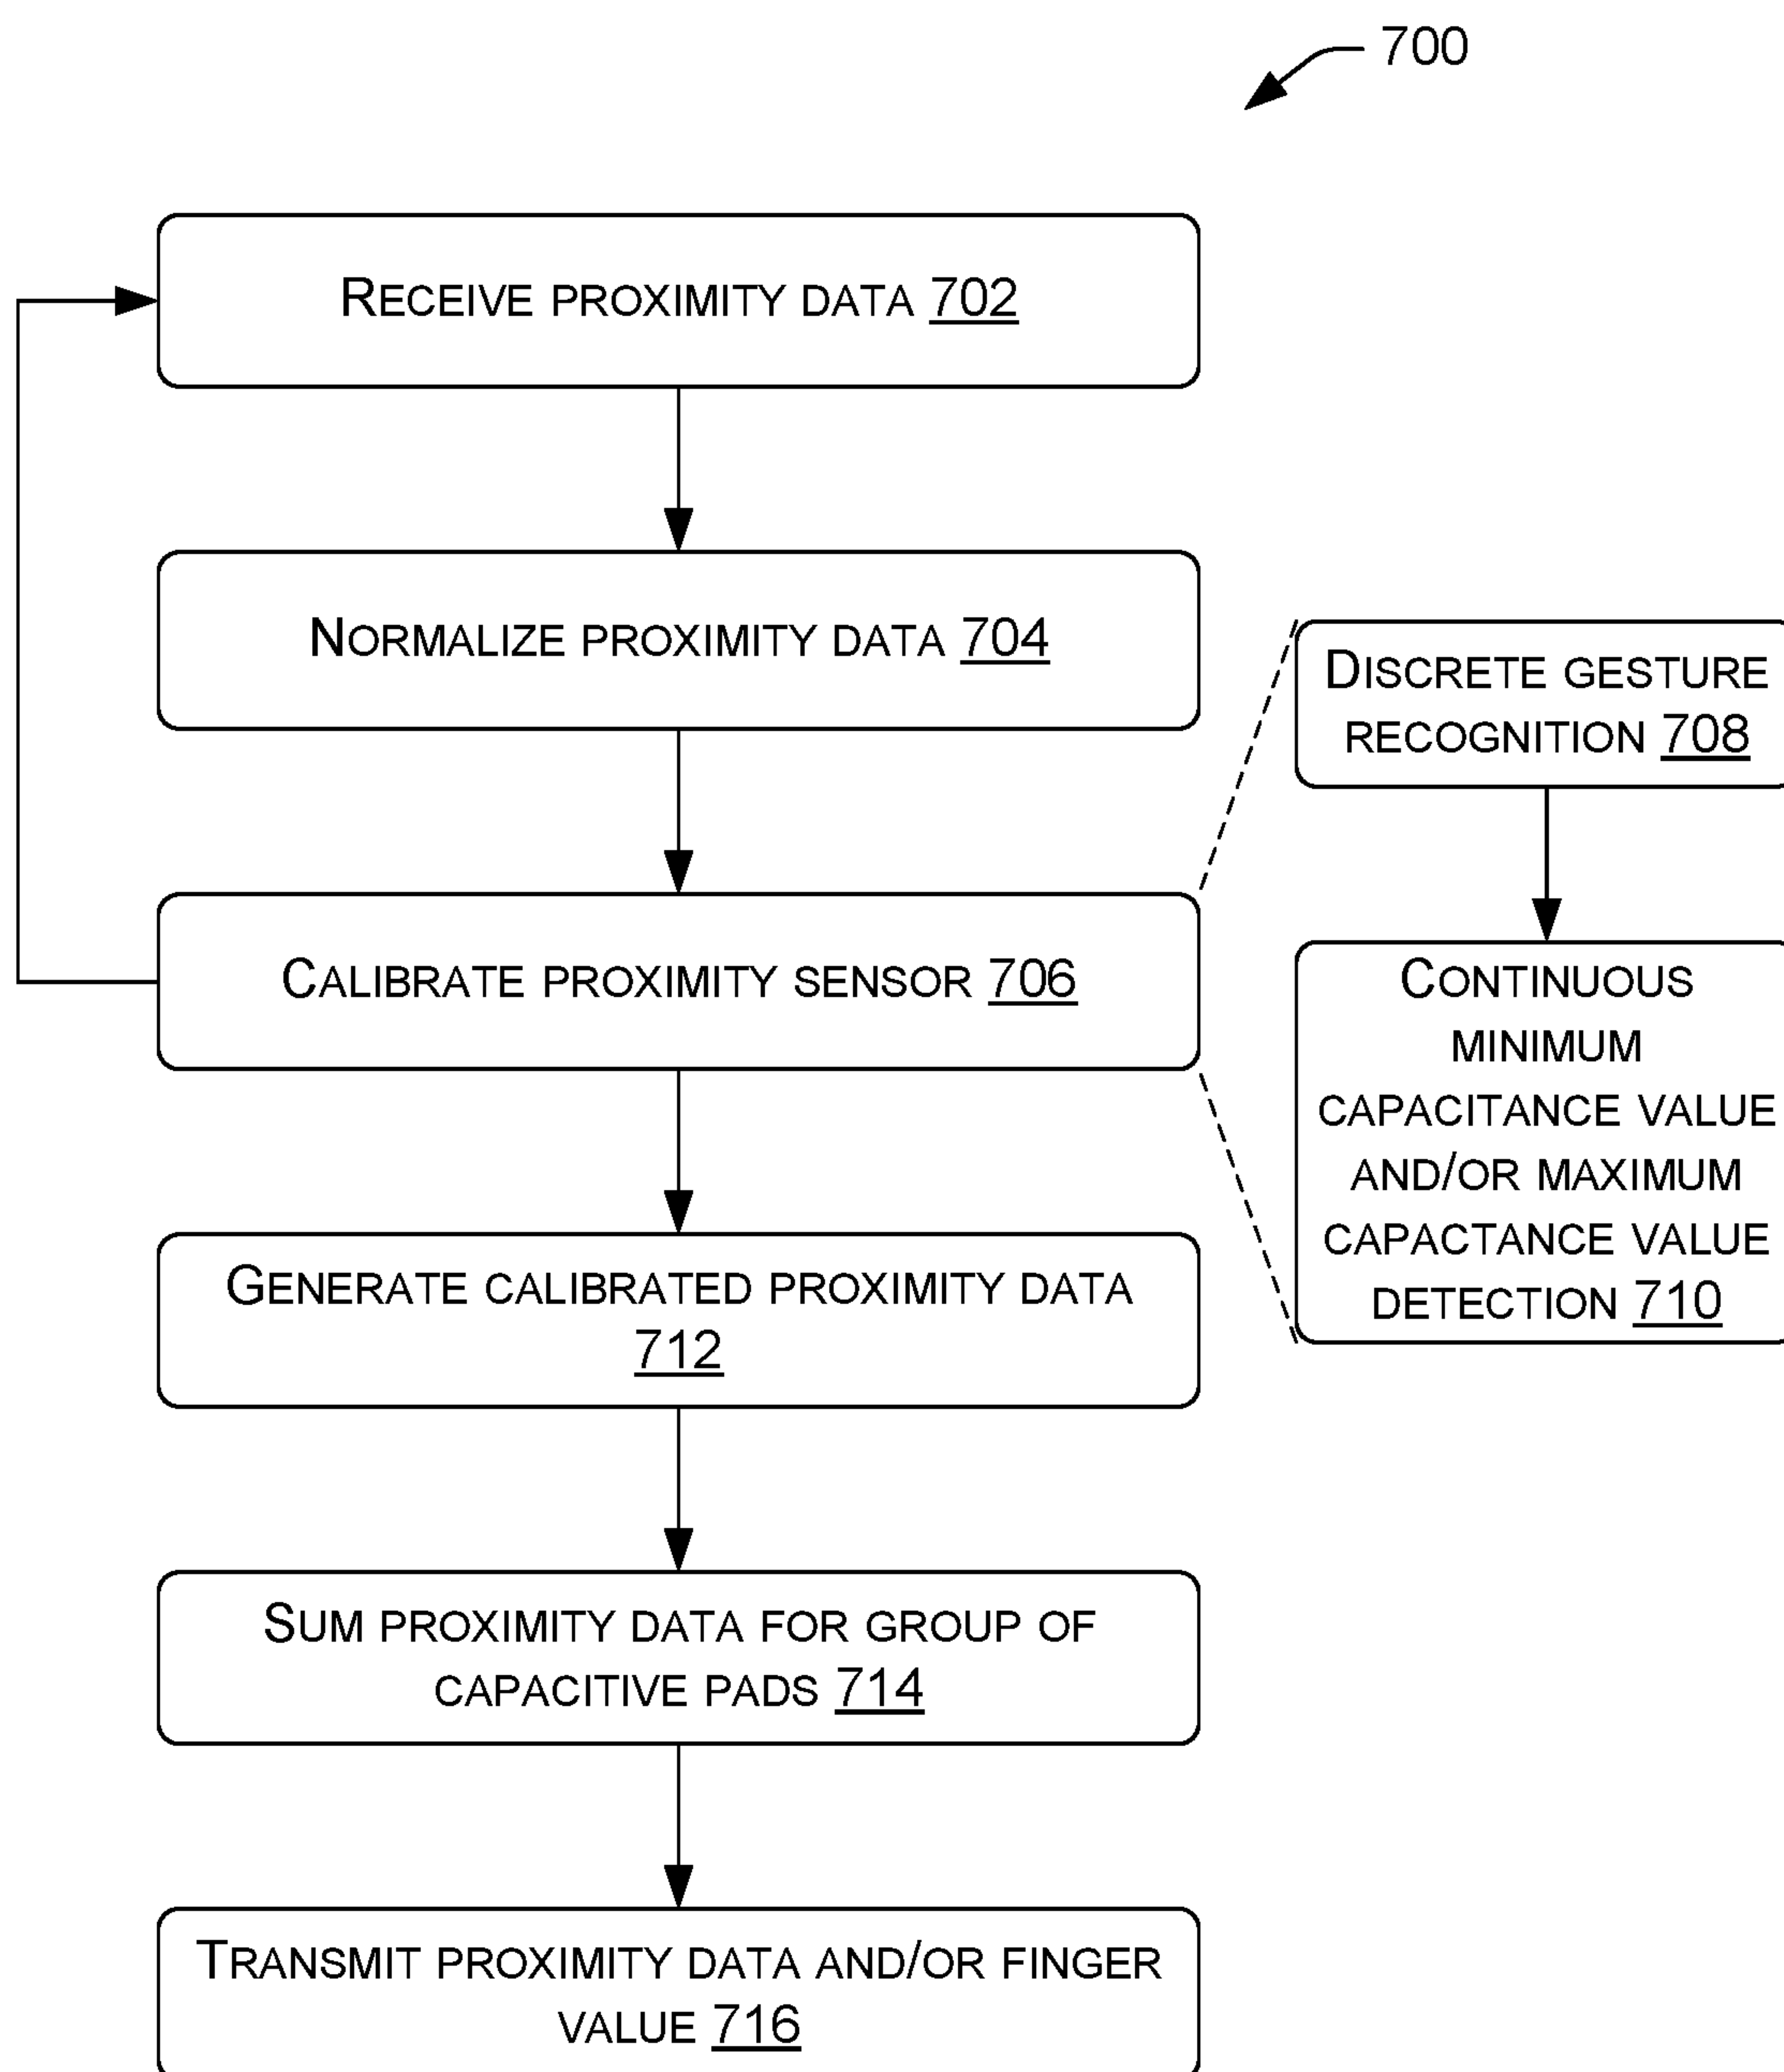 700
RECEIVE PROXIMITY DATA 702
NORMALIZE PROXIMITY DATA 704
CALIBRATE PROXIMITY SENSOR 706
DISCRETE GESTURE
RECOGNITION 708
CONTINUOUS
MINIMUM
CAPACITANCE VALUE
AND/OR MAXIMUM
CAPACTANCE VALUE
DETECTION 710
GENERATE CALIBRATED PROXIMITY DATA
712
SUM PROXIMITY DATA FOR GROUP OF
CAPACITIVE PADS 714
TRANSMIT PROXIMITY DATA AND/OR FINGER
VALUE 716